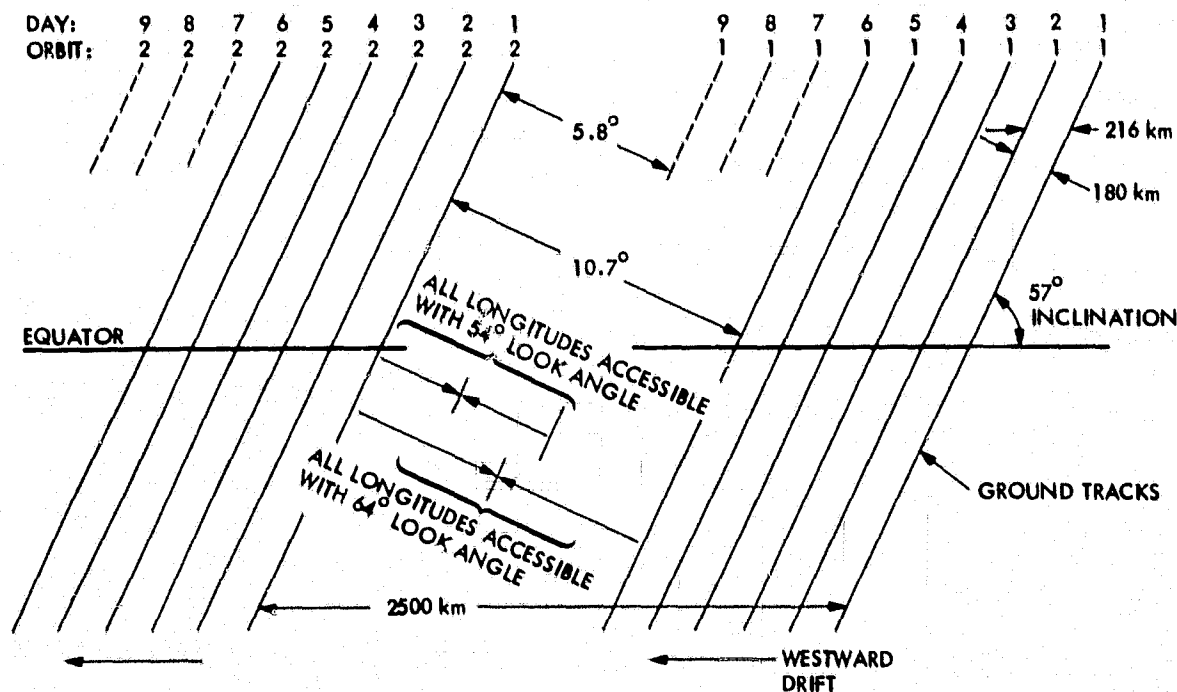 DAY: 9 8 7 6 5 4 3 2 1 9 8 7 6 5 4 3 2 1
ORBIT: 2 2 2 2 2 2 2 2 2 1 1 1 1 1 1 1 1 1
5.8°
216 km
180 km
10.7°
57°
INCLINATION
ALL LONGITUDES ACCESSIBLE
WITH 54° LOOK ANGLE
EQUATOR
ALL LONGITUDES ACCESSIBLE
WITH 64° LOOK ANGLE
GROUND TRACKS
2500 km
WESTWARD
DRIFT